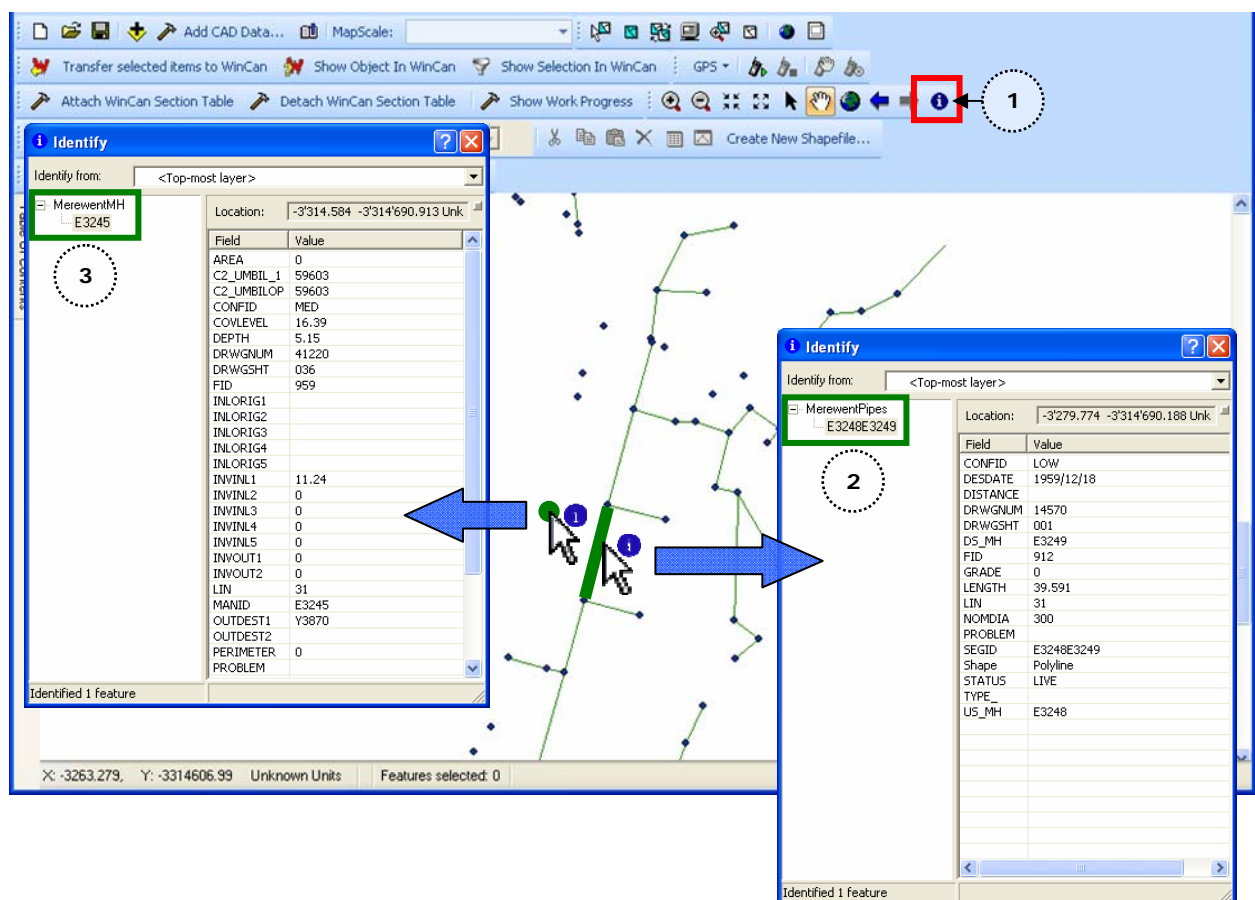 Add CAD Data... MapScale:
Transfer selected items to WinCan Show Object In WinCan Show Selection In WinCan GPS
Attach WinCan Section Table Detach WinCan Section Table Show Work Progress
1
Create New Shapefile...
Table Of Contents
Identify
Identify from: <Top-most layer>
MerewentMH
E3245
3
Location: -3'314.584 -3'314'690.913 Unk
Field Value
AREA 0
C2_UMBIL_1 59603
C2_UMBILOP 59603
CONFID MED
COVLEVEL 16.39
DEPTH 5.15
DRWGNUM 41220
DRWGSHT 036
FID 959
INLORIG1
INLORIG2
INLORIG3
INLORIG4
INLORIG5
INVINL1 11.24
INVINL2 0
INVINL3 0
INVINL4 0
INVINL5 0
INVOUT1 0
INVOUT2 0
LIN 31
MANID E3245
OUTDEST1 Y3870
OUTDEST2
PERIMETER 0
PROBLEM
Identified 1 feature
Identify
Identify from: <Top-most layer>
MerewentPipes
E3248E3249
2
Location: -3'279.774 -3'314'690.188 Unk
Field Value
CONFID LOW
DESDATE 1959/12/18
DISTANCE
DRWGNUM 14570
DRWGSHT 001
DS_MH E3249
FID 912
GRADE 0
LENGTH 39.591
LIN 31
NOMDIA 300
PROBLEM
SEGID E3248E3249
Shape Polyline
STATUS LIVE
TYPE_
US_MH E3248
Identified 1 feature
X: -3263.279, Y: -3314606.99 Unknown Units Features selected: 0